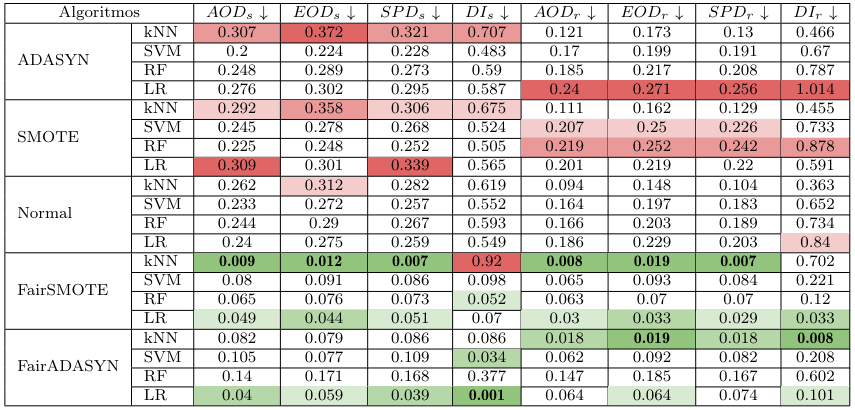 Algoritmos AOD_s ↓ EOD_s ↓ SPD_s ↓ DI_s ↓ AOD_r ↓ EOD_r ↓ SPD_r ↓ DI_r ↓
ADASYN
kNN 0.307 0.372 0.321 0.707 0.121 0.173 0.13 0.466
SVM 0.2 0.224 0.228 0.483 0.17 0.199 0.191 0.67
RF 0.248 0.289 0.273 0.59 0.185 0.217 0.208 0.787
LR 0.276 0.302 0.295 0.587 0.24 0.271 0.256 1.014
SMOTE
kNN 0.292 0.358 0.306 0.675 0.111 0.162 0.129 0.455
SVM 0.245 0.278 0.268 0.524 0.207 0.25 0.226 0.733
RF 0.225 0.248 0.252 0.505 0.219 0.252 0.242 0.878
LR 0.309 0.301 0.339 0.565 0.201 0.219 0.22 0.591
Normal
kNN 0.262 0.312 0.282 0.619 0.094 0.148 0.104 0.363
SVM 0.233 0.272 0.257 0.552 0.164 0.197 0.183 0.652
RF 0.244 0.29 0.267 0.593 0.166 0.203 0.189 0.734
LR 0.24 0.275 0.259 0.549 0.186 0.229 0.203 0.84
FairSMOTE
kNN 0.009 0.012 0.007 0.92 0.008 0.019 0.007 0.702
SVM 0.08 0.091 0.086 0.098 0.065 0.093 0.084 0.221
RF 0.065 0.076 0.073 0.052 0.063 0.07 0.07 0.12
LR 0.049 0.044 0.051 0.07 0.03 0.033 0.029 0.033
FairADASYN
kNN 0.082 0.079 0.086 0.086 0.018 0.019 0.018 0.008
SVM 0.105 0.077 0.109 0.034 0.062 0.092 0.082 0.208
RF 0.14 0.171 0.168 0.377 0.147 0.185 0.167 0.602
LR 0.04 0.059 0.039 0.001 0.064 0.064 0.074 0.101